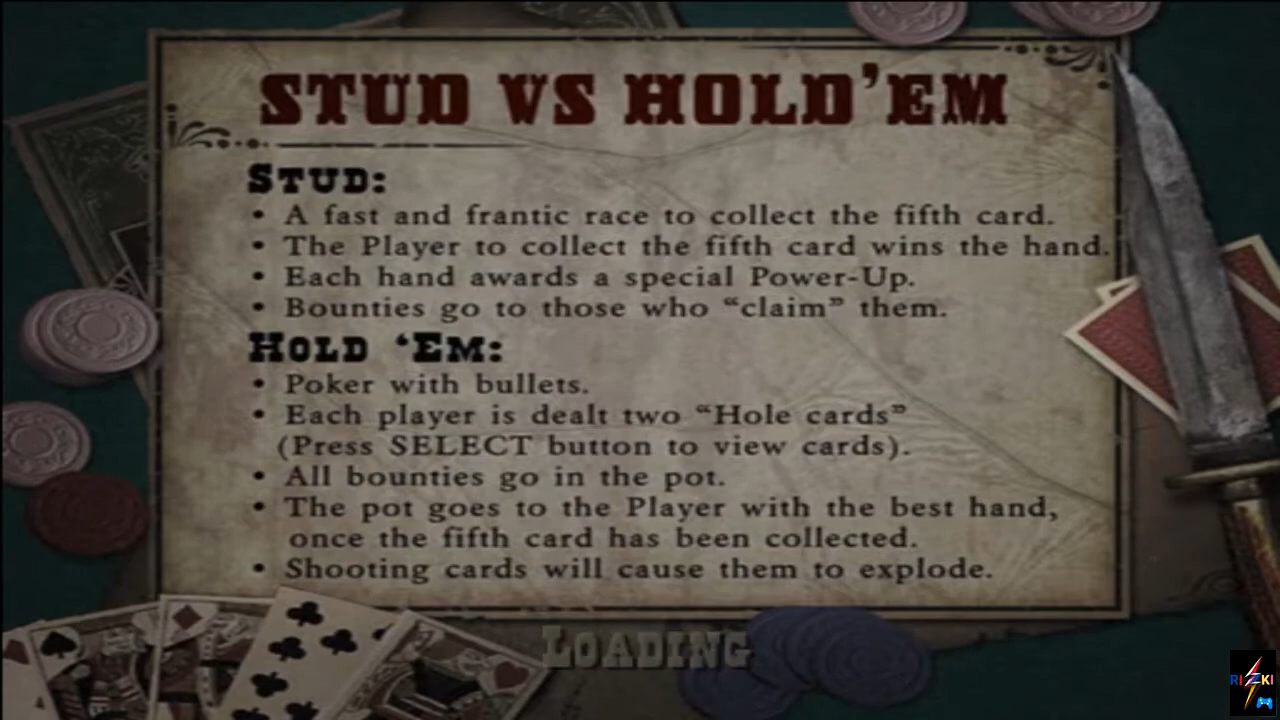 STUD VS HOLD'EM
STUD:
• A fast and frantic race to collect the fifth card.
• The Player to collect the fifth card wins the hand.
• Each hand awards a special Power-Up.
• Bounties go to those who “claim” them.
HOLD ‘EM:
• Poker with bullets.
• Each player is dealt two “Hole cards”
(Press SELECT button to view cards).
• All bounties go in the pot.
• The pot goes to the Player with the best hand,
once the fifth card has been collected.
• Shooting cards will cause them to explode.
LOADING
RIZKI